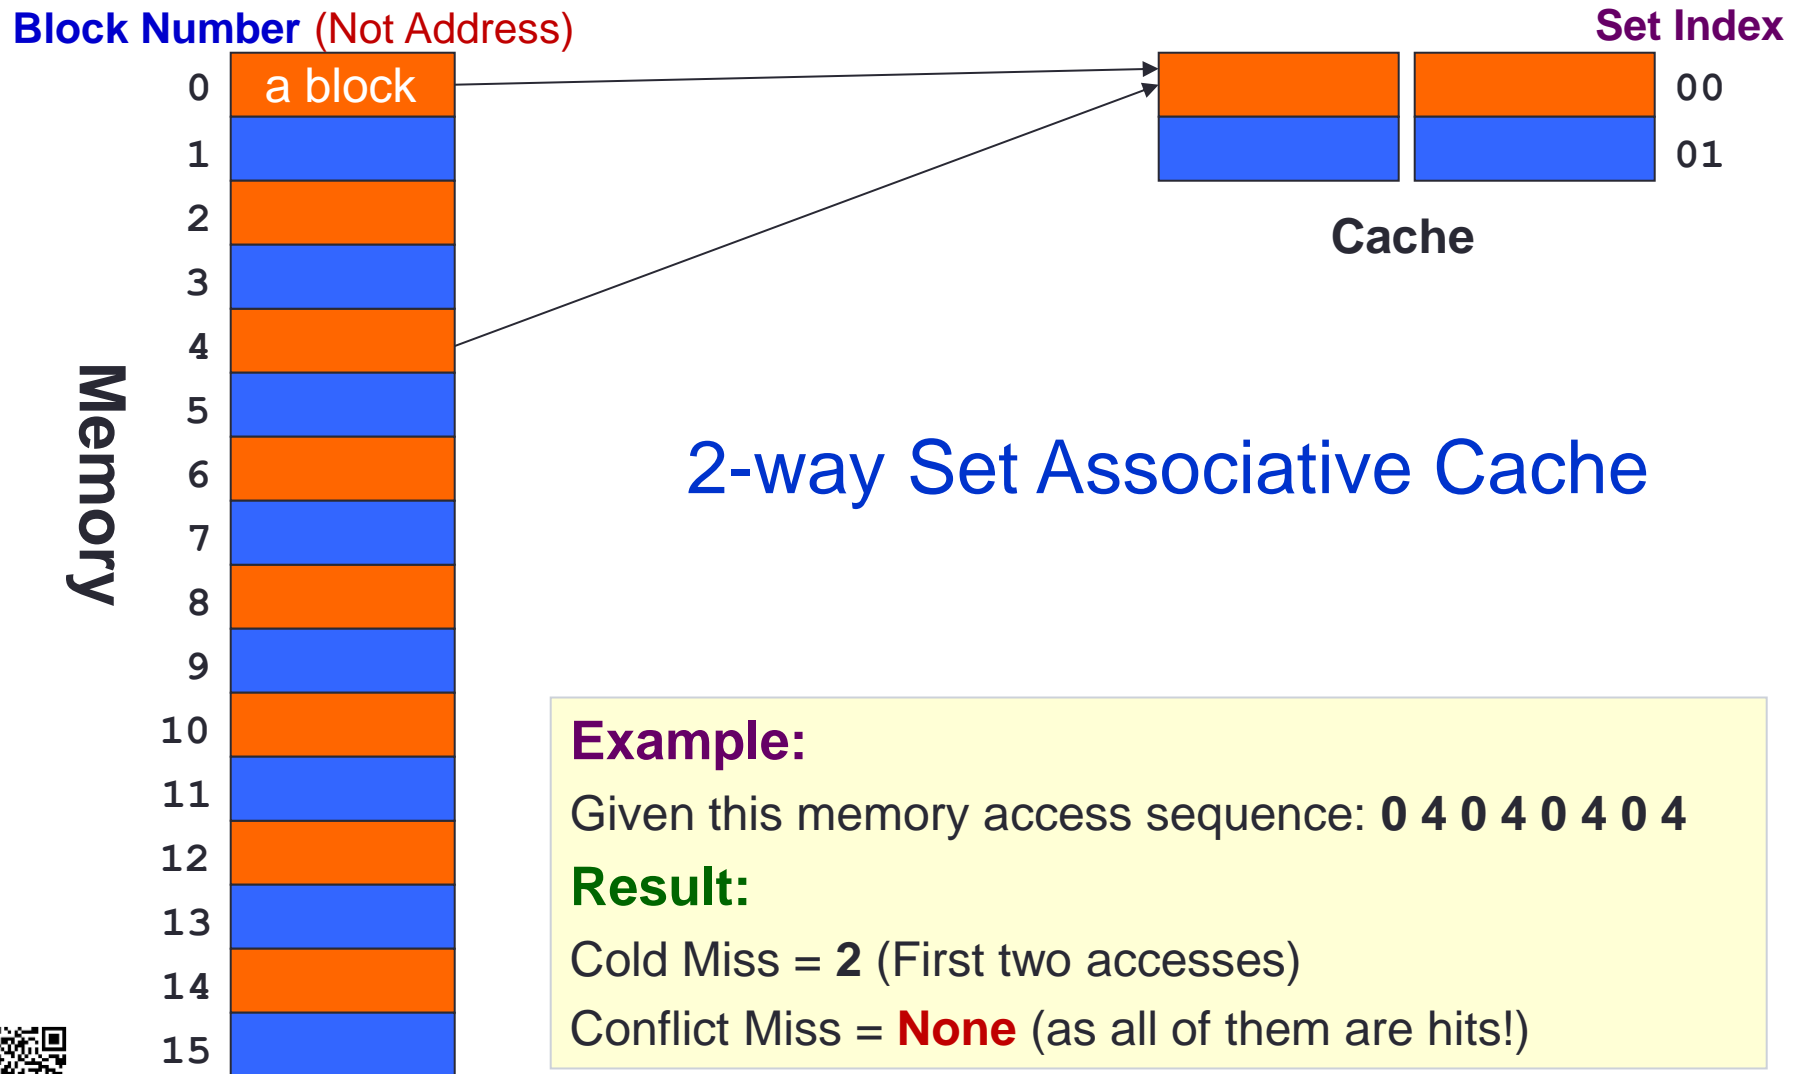 Block Number (Not Address)
Set Index
0 a block 00
1 01
2
Cache
3
4
Memory
5
6
2-way Set Associative Cache
7
8
9
10
11
12
13
14
15
Example:
Given this memory access sequence: 0 4 0 4 0 4 0 4
Result:
Cold Miss = 2 (First two accesses)
Conflict Miss = None (as all of them are hits!)